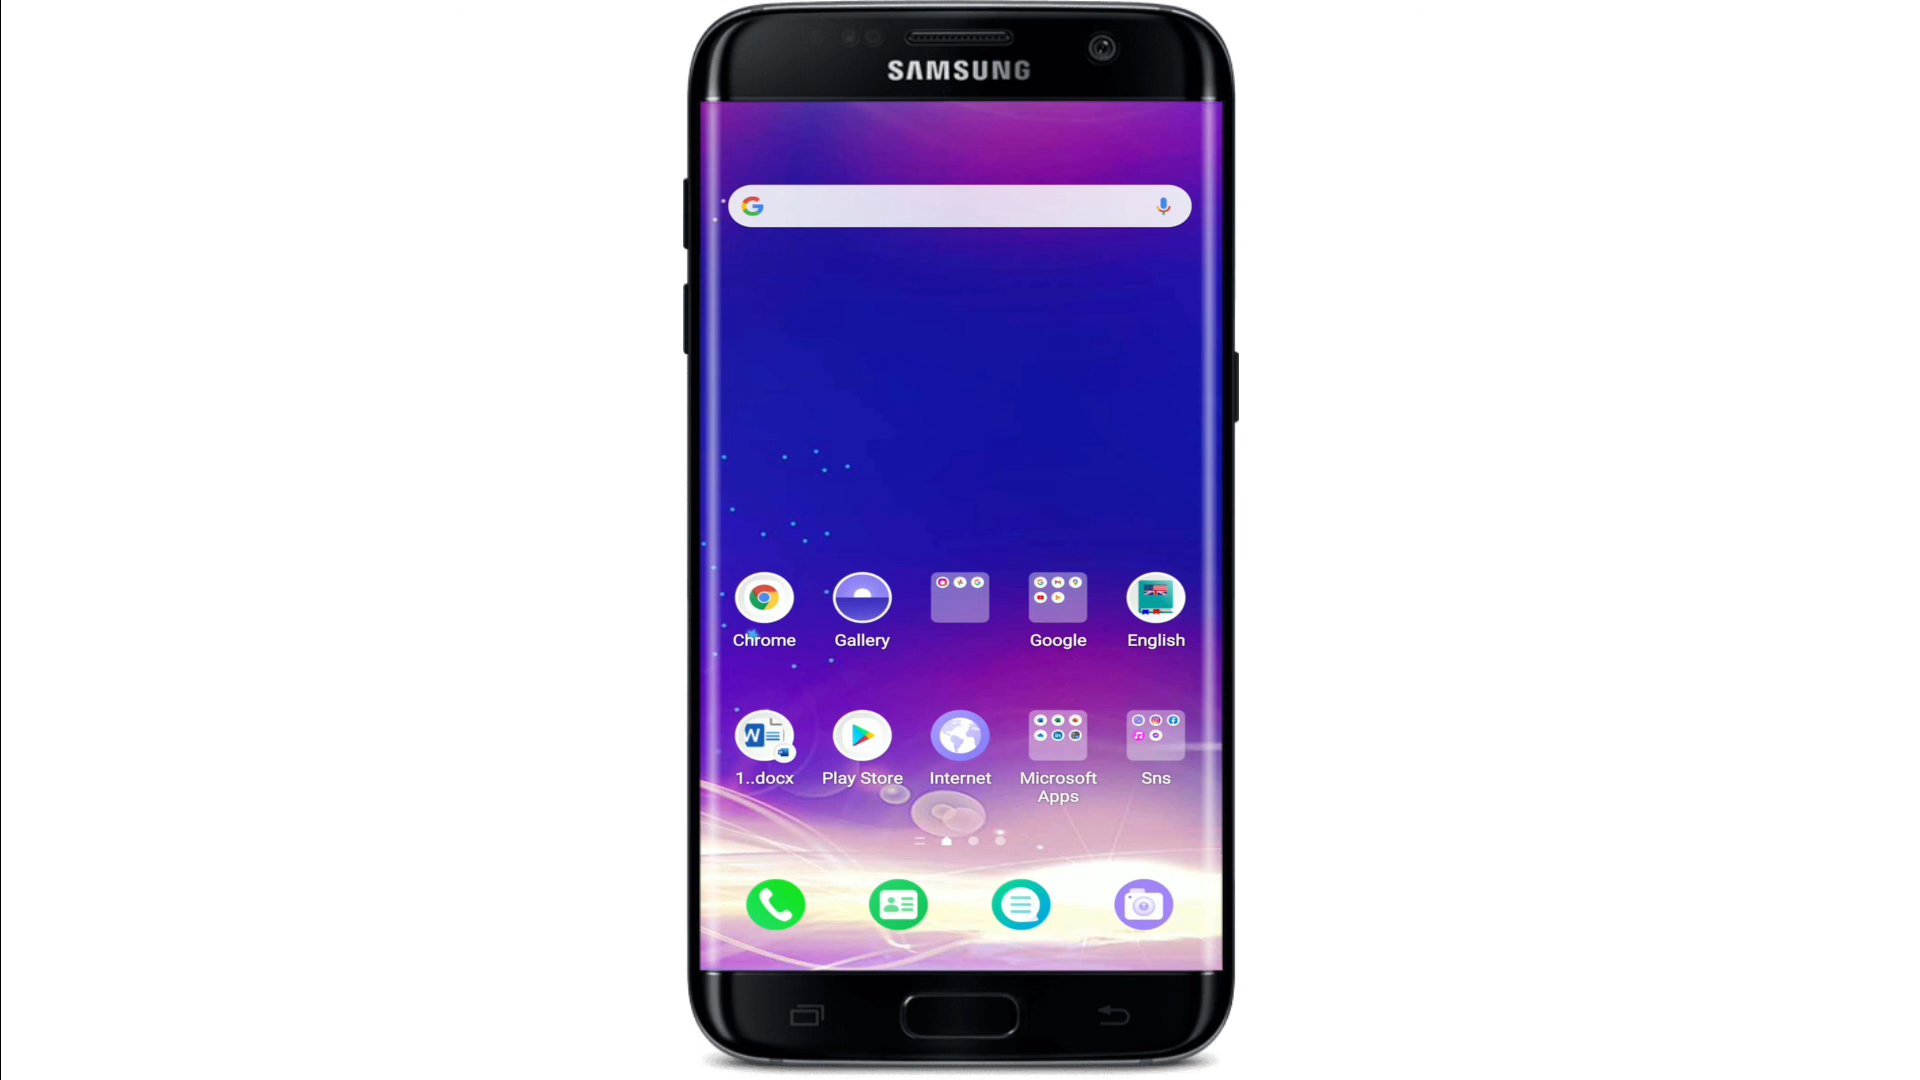 SAMSUNG
Chrome
Gallery
Google
English
1..docx
Play Store
Internet
Microsoft
Apps
Sns